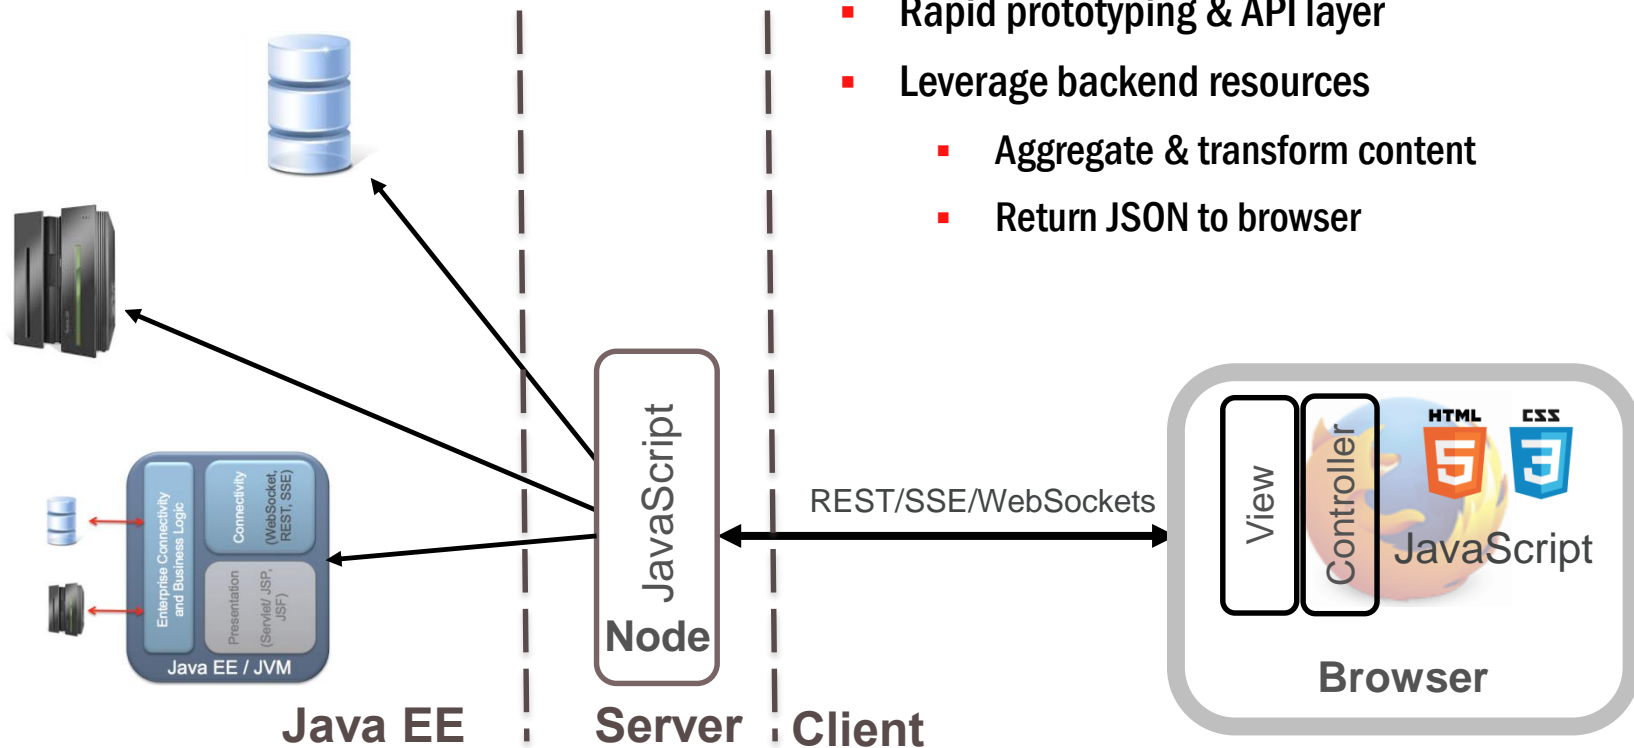 Rapid prototyping & API layer
Leverage backend resources
Aggregate & transform content
Return JSON to browser
Enterprise Connectivity
and Business Logic
Connectivity
(WebSocket,
REST, SSE)
Presentation
(Servlet/ JSP,
JSF)
Java EE / JVM
JavaScript
Node
REST/SSE/WebSockets
View
Controller
HTML
5
CSS
3
JavaScript
Browser
Java EE
Server
Client